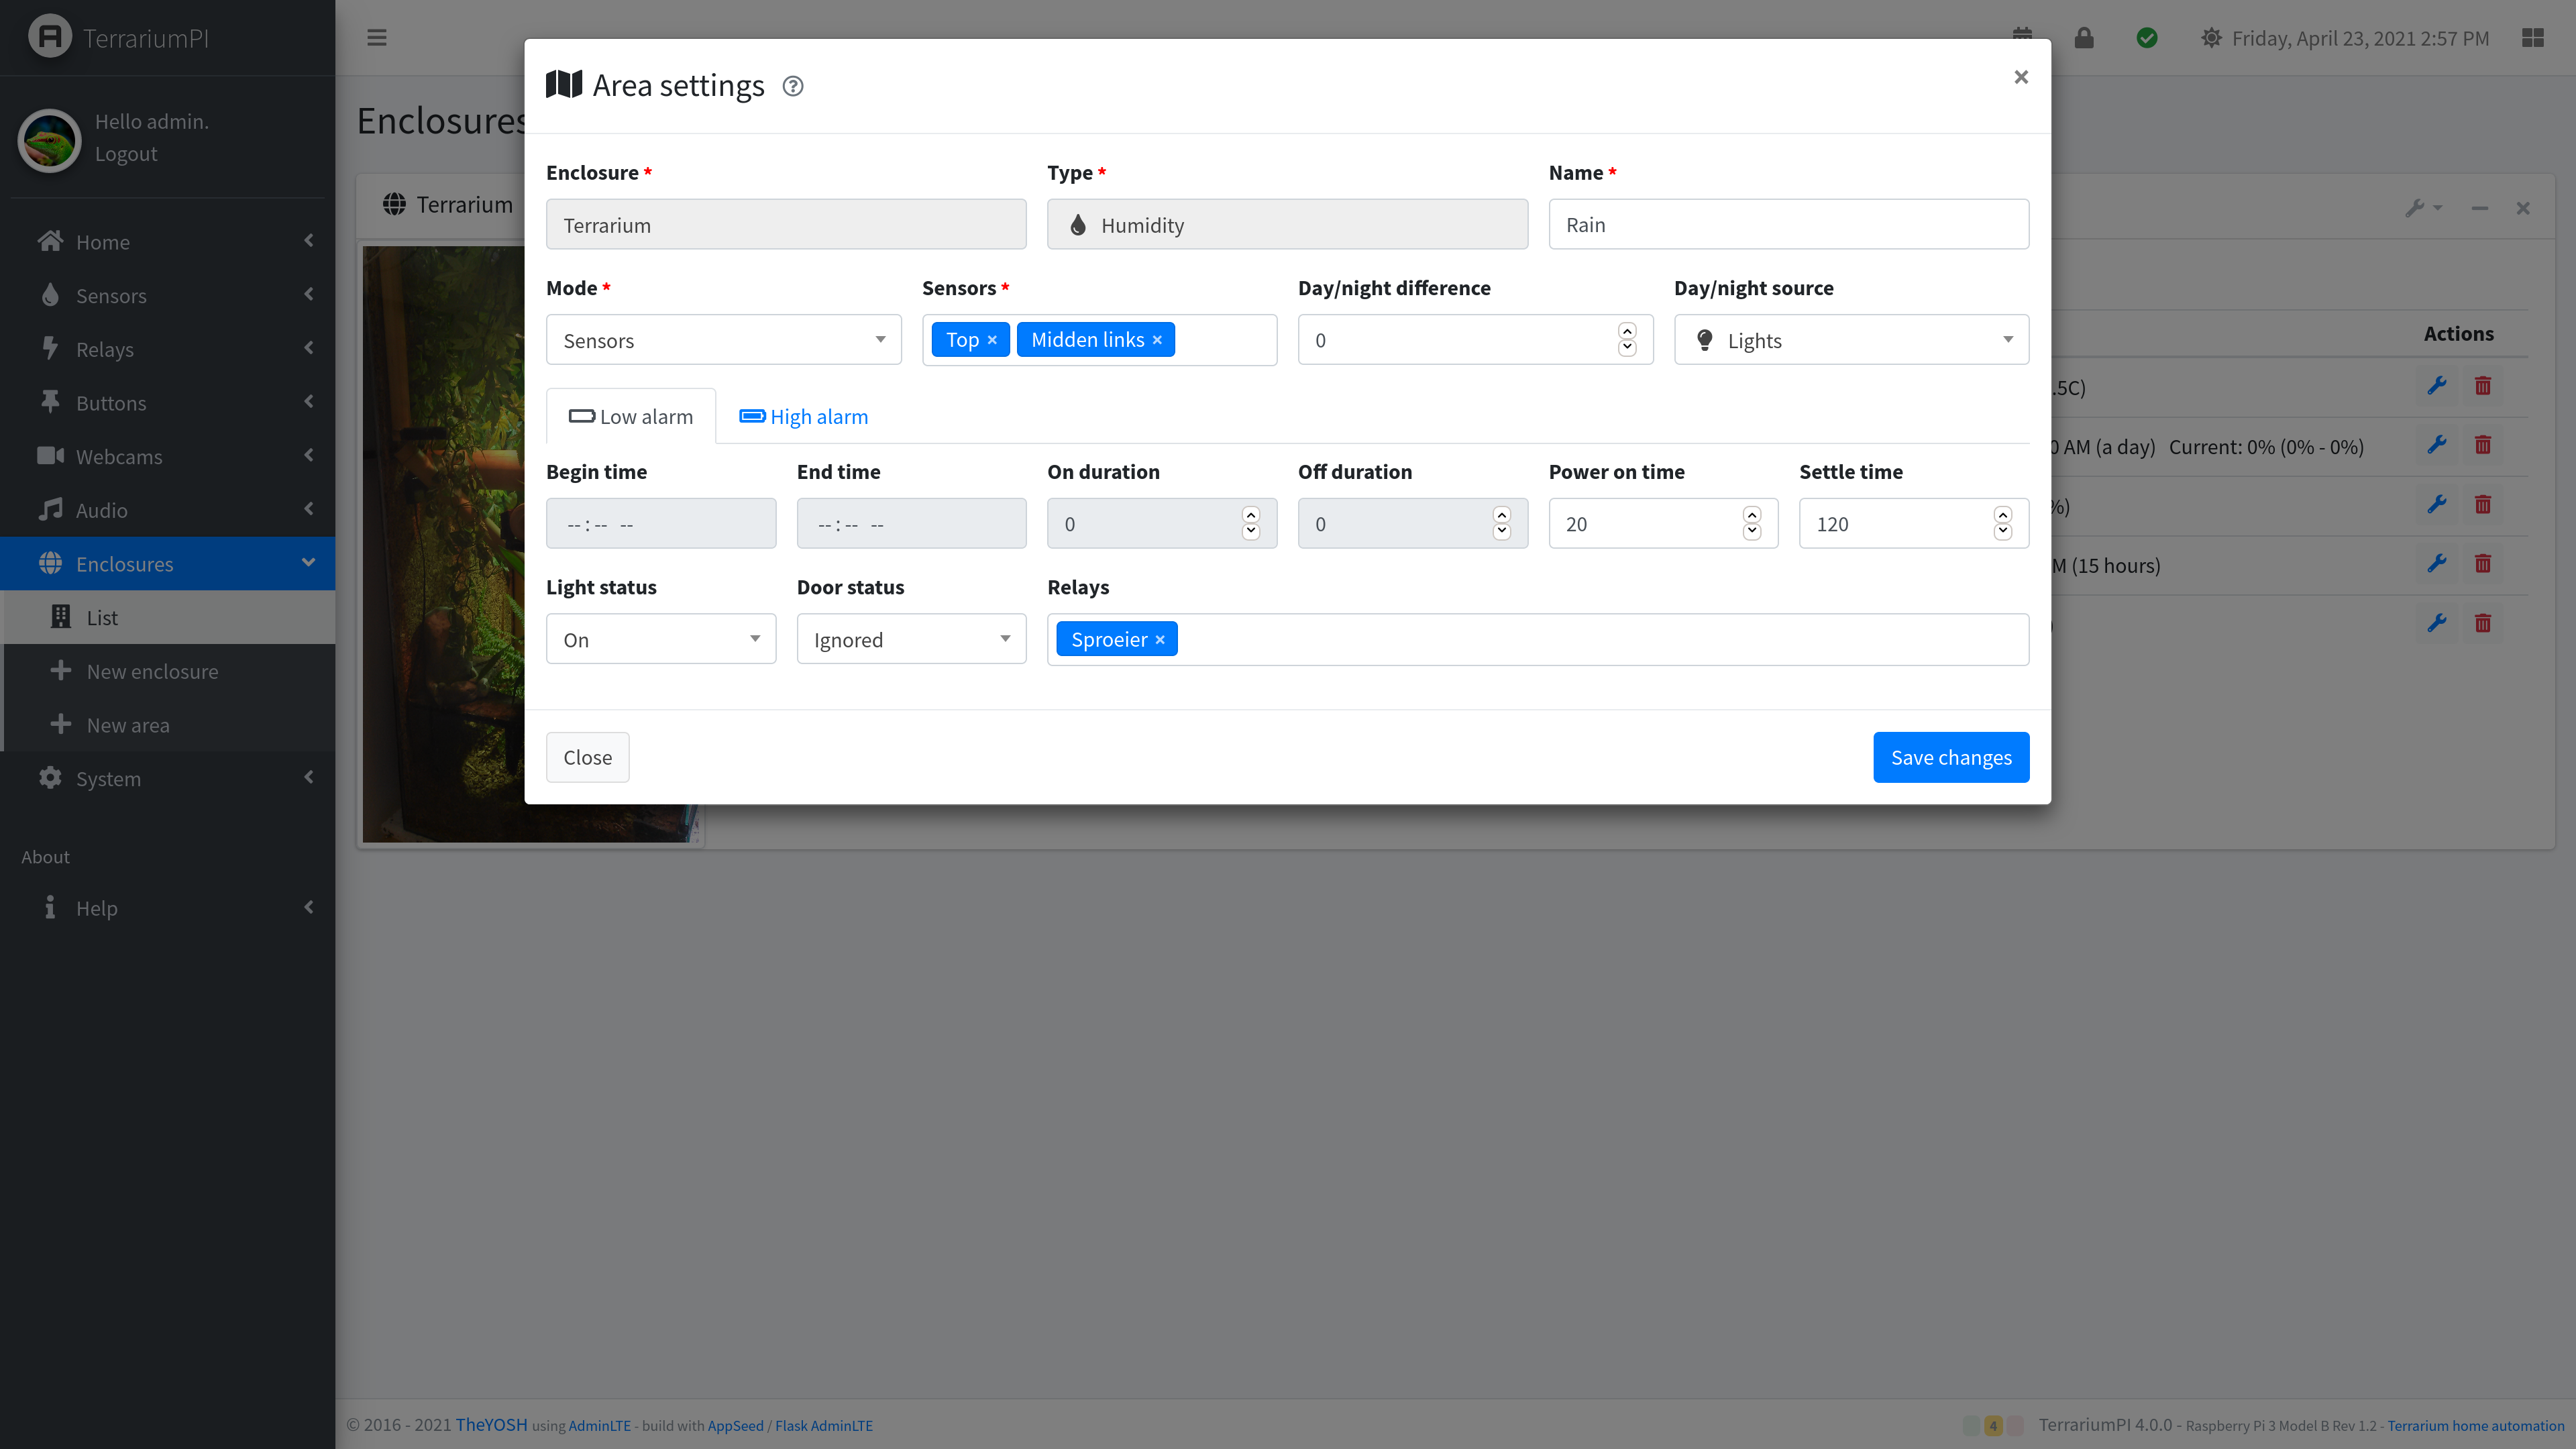 TerrariumPI
Friday, April 23, 2021 2:57 PM
Hello admin.
Logout
Home
Sensors
Relays
Buttons
Webcams
Audio
Enclosures
List
New enclosure
New area
System
About
Help
Enclosures
Terrarium
Area settings
×
Enclosure *
Type *
Name *
Terrarium
Humidity
Rain
Mode *
Sensors *
Day/night difference
Day/night source
Sensors
Top ×
Midden links ×
0
Lights
Low alarm
High alarm
Begin time
End time
On duration
Off duration
Power on time
Settle time
-- : -- --
-- : -- --
0
0
20
120
Light status
Door status
Relays
On
Ignored
Sproeier ×
Close
Save changes
Actions
.5C)
0 AM (a day) Current: 0% (0% - 0%)
%)
M (15 hours)
)
© 2016 - 2021 TheYOSH using AdminLTE - build with AppSeed / Flask AdminLTE
4
TerrariumPI 4.0.0 - Raspberry Pi 3 Model B Rev 1.2 - Terrarium home automation